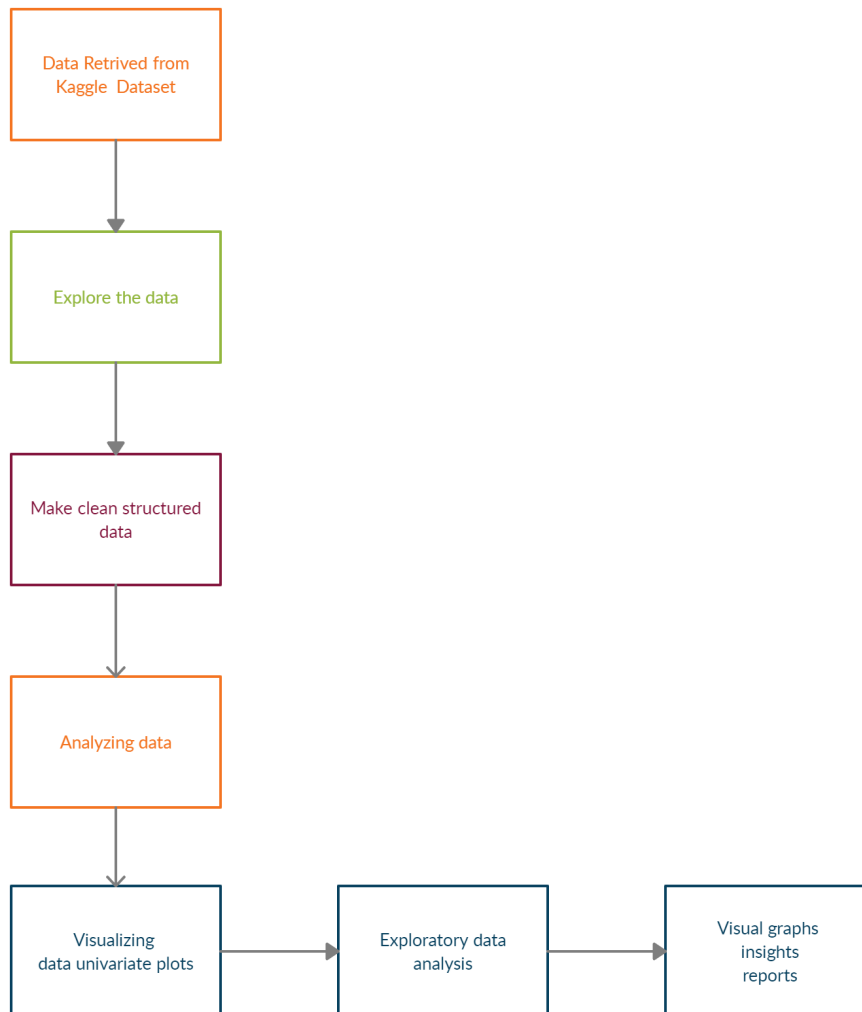 Data Retrived from
Kaggle Dataset
Explore the data
Make clean structured
data
Analyzing data
Visualizing
data univariate plots
Exploratory data
analysis
Visual graphs
insights
reports